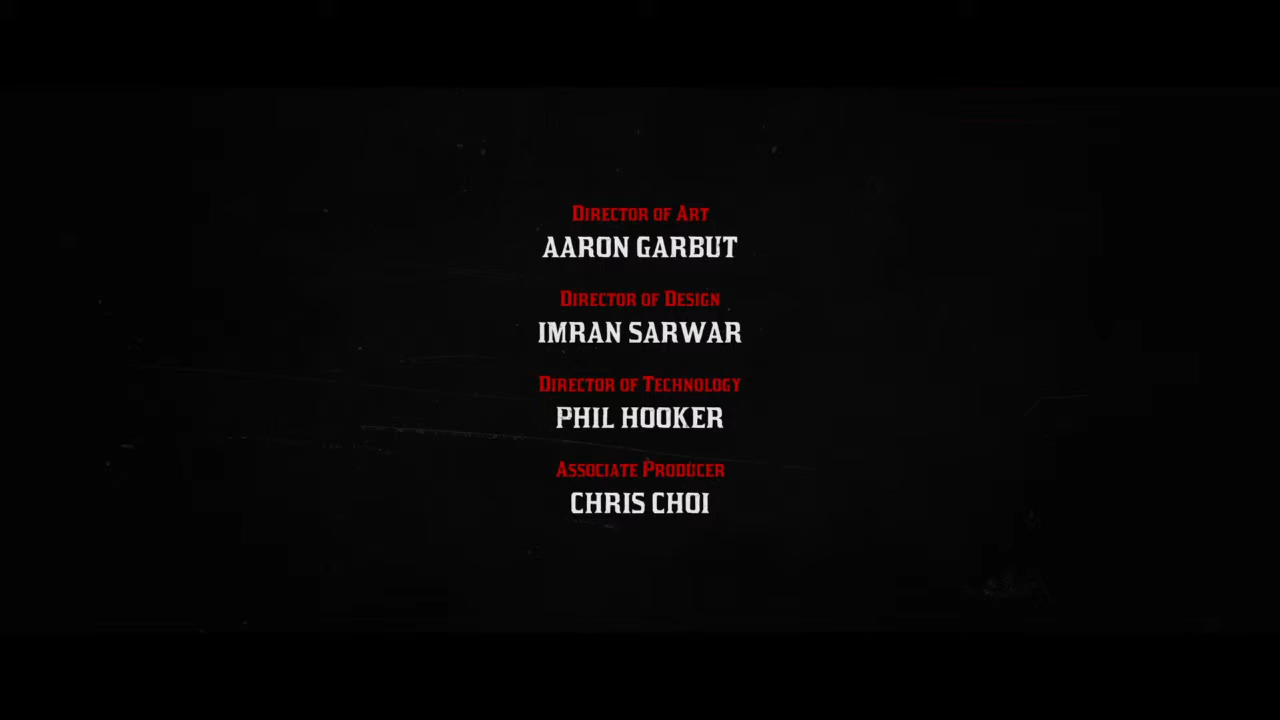 Director of Art
AARON GARBUT
Director of Design
IMRAN SARWAR
Director of Technology
PHIL HOOKER
Associate Producer
CHRIS CHOI